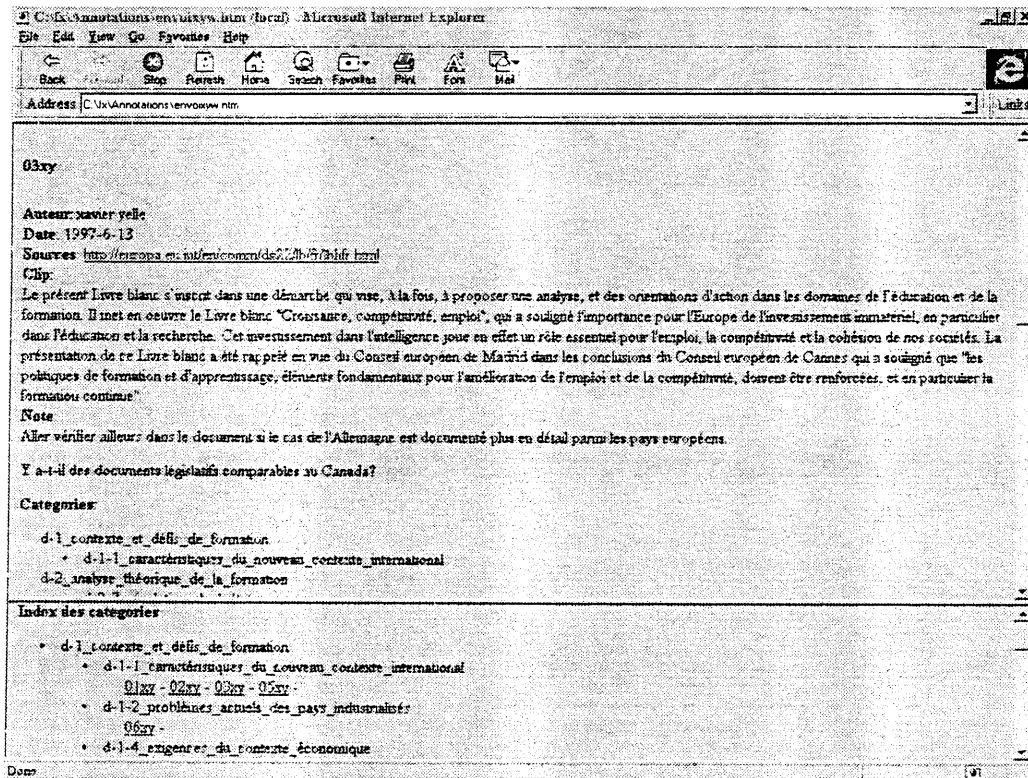 C:\fx\Annotations\envoixyw.htm (local) - Microsoft Internet Explorer
File Edit View Go Favorites Help
Back Forward Stop Refresh Home Search Favorites Print Font Mail
Address C:\fx\Annotations\envoixyw.htm Links
03xy
Auteur: xavier yelle
Date: 1997-6-13
Sources:
Clip:
Le présent Livre blanc s'inscrit dans une démarche qui vise, à la fois, à proposer une analyse, et des orientations d'action dans les domaines de l'éducation et de la
formation. Il met en oeuvre le Livre blanc "Croissance, compétitivité, emploi", qui a souligné l'importance pour l'Europe de l'investissement immatériel, en particulier
dans l'éducation et la recherche. Cet investissement dans l'intelligence joue en effet un rôle essentiel pour l'emploi, la compétitivité et la cohésion de nos sociétés. La
présentation de ce Livre blanc a été rappelé en vue du Conseil européen de Madrid dans les conclusions du Conseil européen de Cannes qui a souligné que "les
politiques de formation et d'apprentissage, éléments fondamentaux pour l'amélioration de l'emploi et de la compétitivité, doivent être renforcées, et en particulier la
formation continue".
Note
Aller vérifier ailleurs dans le document si le cas de l'Allemagne est documenté plus en détail parmi les pays européens.
Y a-t-il des documents législatifs comparables au Canada?
Categories:
d-1_contexte_et_défis_de_formation
• d-1-1_caractéristiques_du_nouveau_contexte_international
d-2_analyse_théorique_de_la_formation
Index des categories
• d-1_contexte_et_défis_de_formation
• d-1-1_caractéristiques_du_nouveau_contexte_international
01xy - 02xy - 03xy - 05xy -
• d-1-2_problèmes_actuels_des_pays_industrialisés
06xy -
• d-1-4_exigences_du_contexte_économique
Done